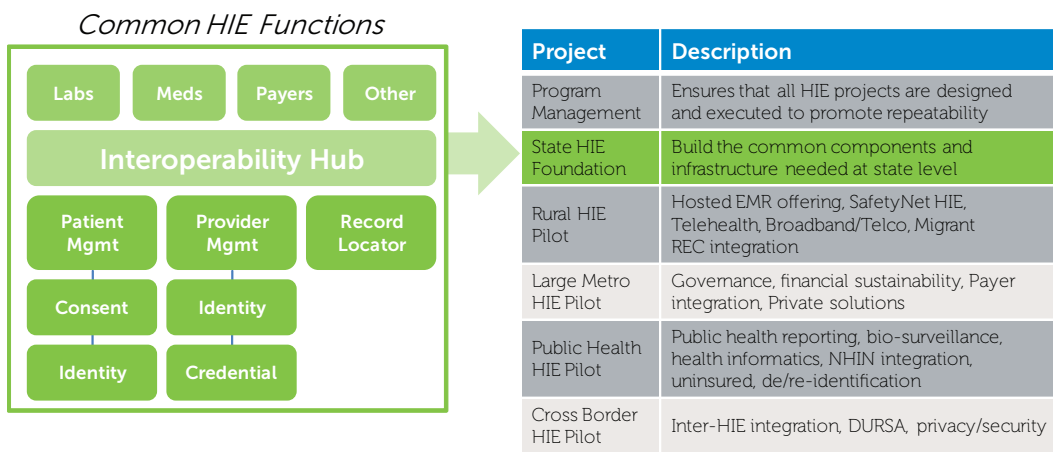 Common HIE Functions
Labs
Meds
Payers
Other
Interoperability Hub
Patient
Mgmt
Provider
Mgmt
Record
Locator
Consent
Identity
Identity
Credential
Project
Description
Program
Management
Ensures that all HIE projects are designed
and executed to promote repeatability
State HIE
Foundation
Build the common components and
infrastructure needed at state level
Rural HIE
Pilot
Hosted EMR offering, SafetyNet HIE,
Telehealth, Broadband/Telco, Migrant
REC integration
Large Metro
HIE Pilot
Governance, financial sustainability, Payer
integration, Private solutions
Public Health
HIE Pilot
Public health reporting, bio-surveillance,
health informatics, NHIN integration,
uninsured, de/re-identification
Cross Border
HIE Pilot
Inter-HIE integration, DURSA, privacy/security